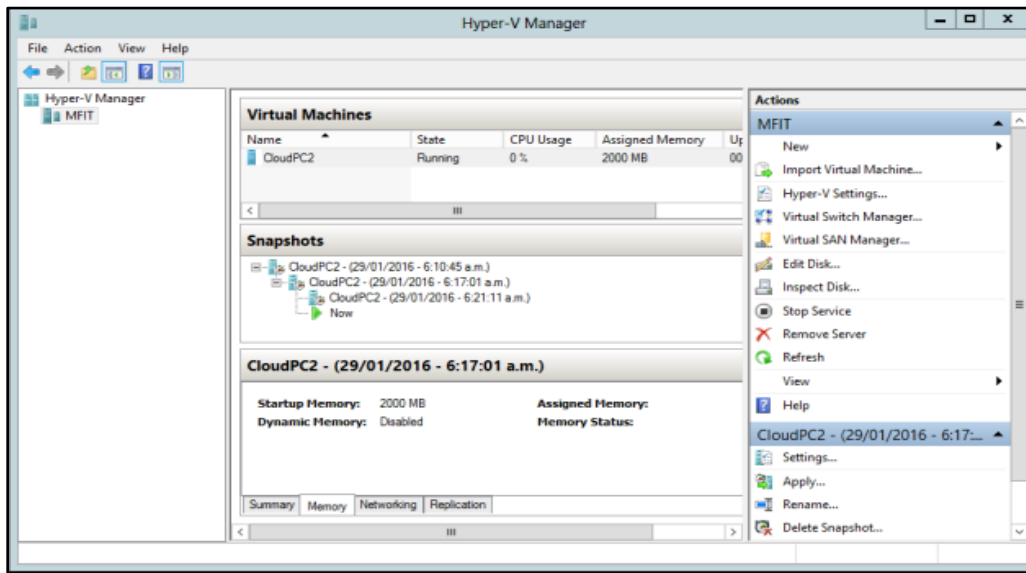 Hyper-V Manager
File Action View Help
Hyper-V Manager
MFIT
Virtual Machines
Name State CPU Usage Assigned Memory Up
CloudPC2 Running 0 % 2000 MB 00
Snapshots
CloudPC2 - (29/01/2016 - 6:10:45 a.m.)
CloudPC2 - (29/01/2016 - 6:17:01 a.m.)
CloudPC2 - (29/01/2016 - 6:21:11 a.m.)
Now
CloudPC2 - (29/01/2016 - 6:17:01 a.m.)
Startup Memory: 2000 MB Assigned Memory:
Dynamic Memory: Disabled Memory Status:
Summary Memory Networking Replication
Actions
MFIT
New
Import Virtual Machine...
Hyper-V Settings...
Virtual Switch Manager...
Virtual SAN Manager...
Edit Disk...
Inspect Disk...
Stop Service
Remove Server
Refresh
View
Help
CloudPC2 - (29/01/2016 - 6:17:...
Settings...
Apply...
Rename...
Delete Snapshot...